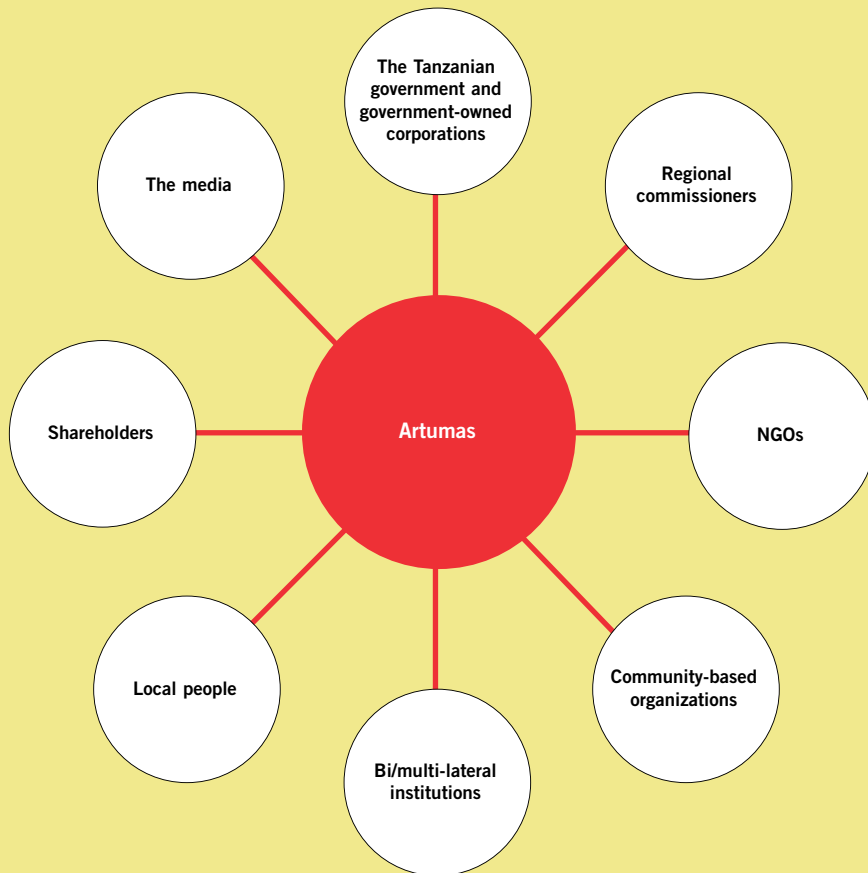 The Tanzanian
government and
government-owned
corporations
Regional
commissioners
The media
Artumas
Shareholders
NGOs
Community-based
organizations
Local people
Bi/multi-lateral
institutions